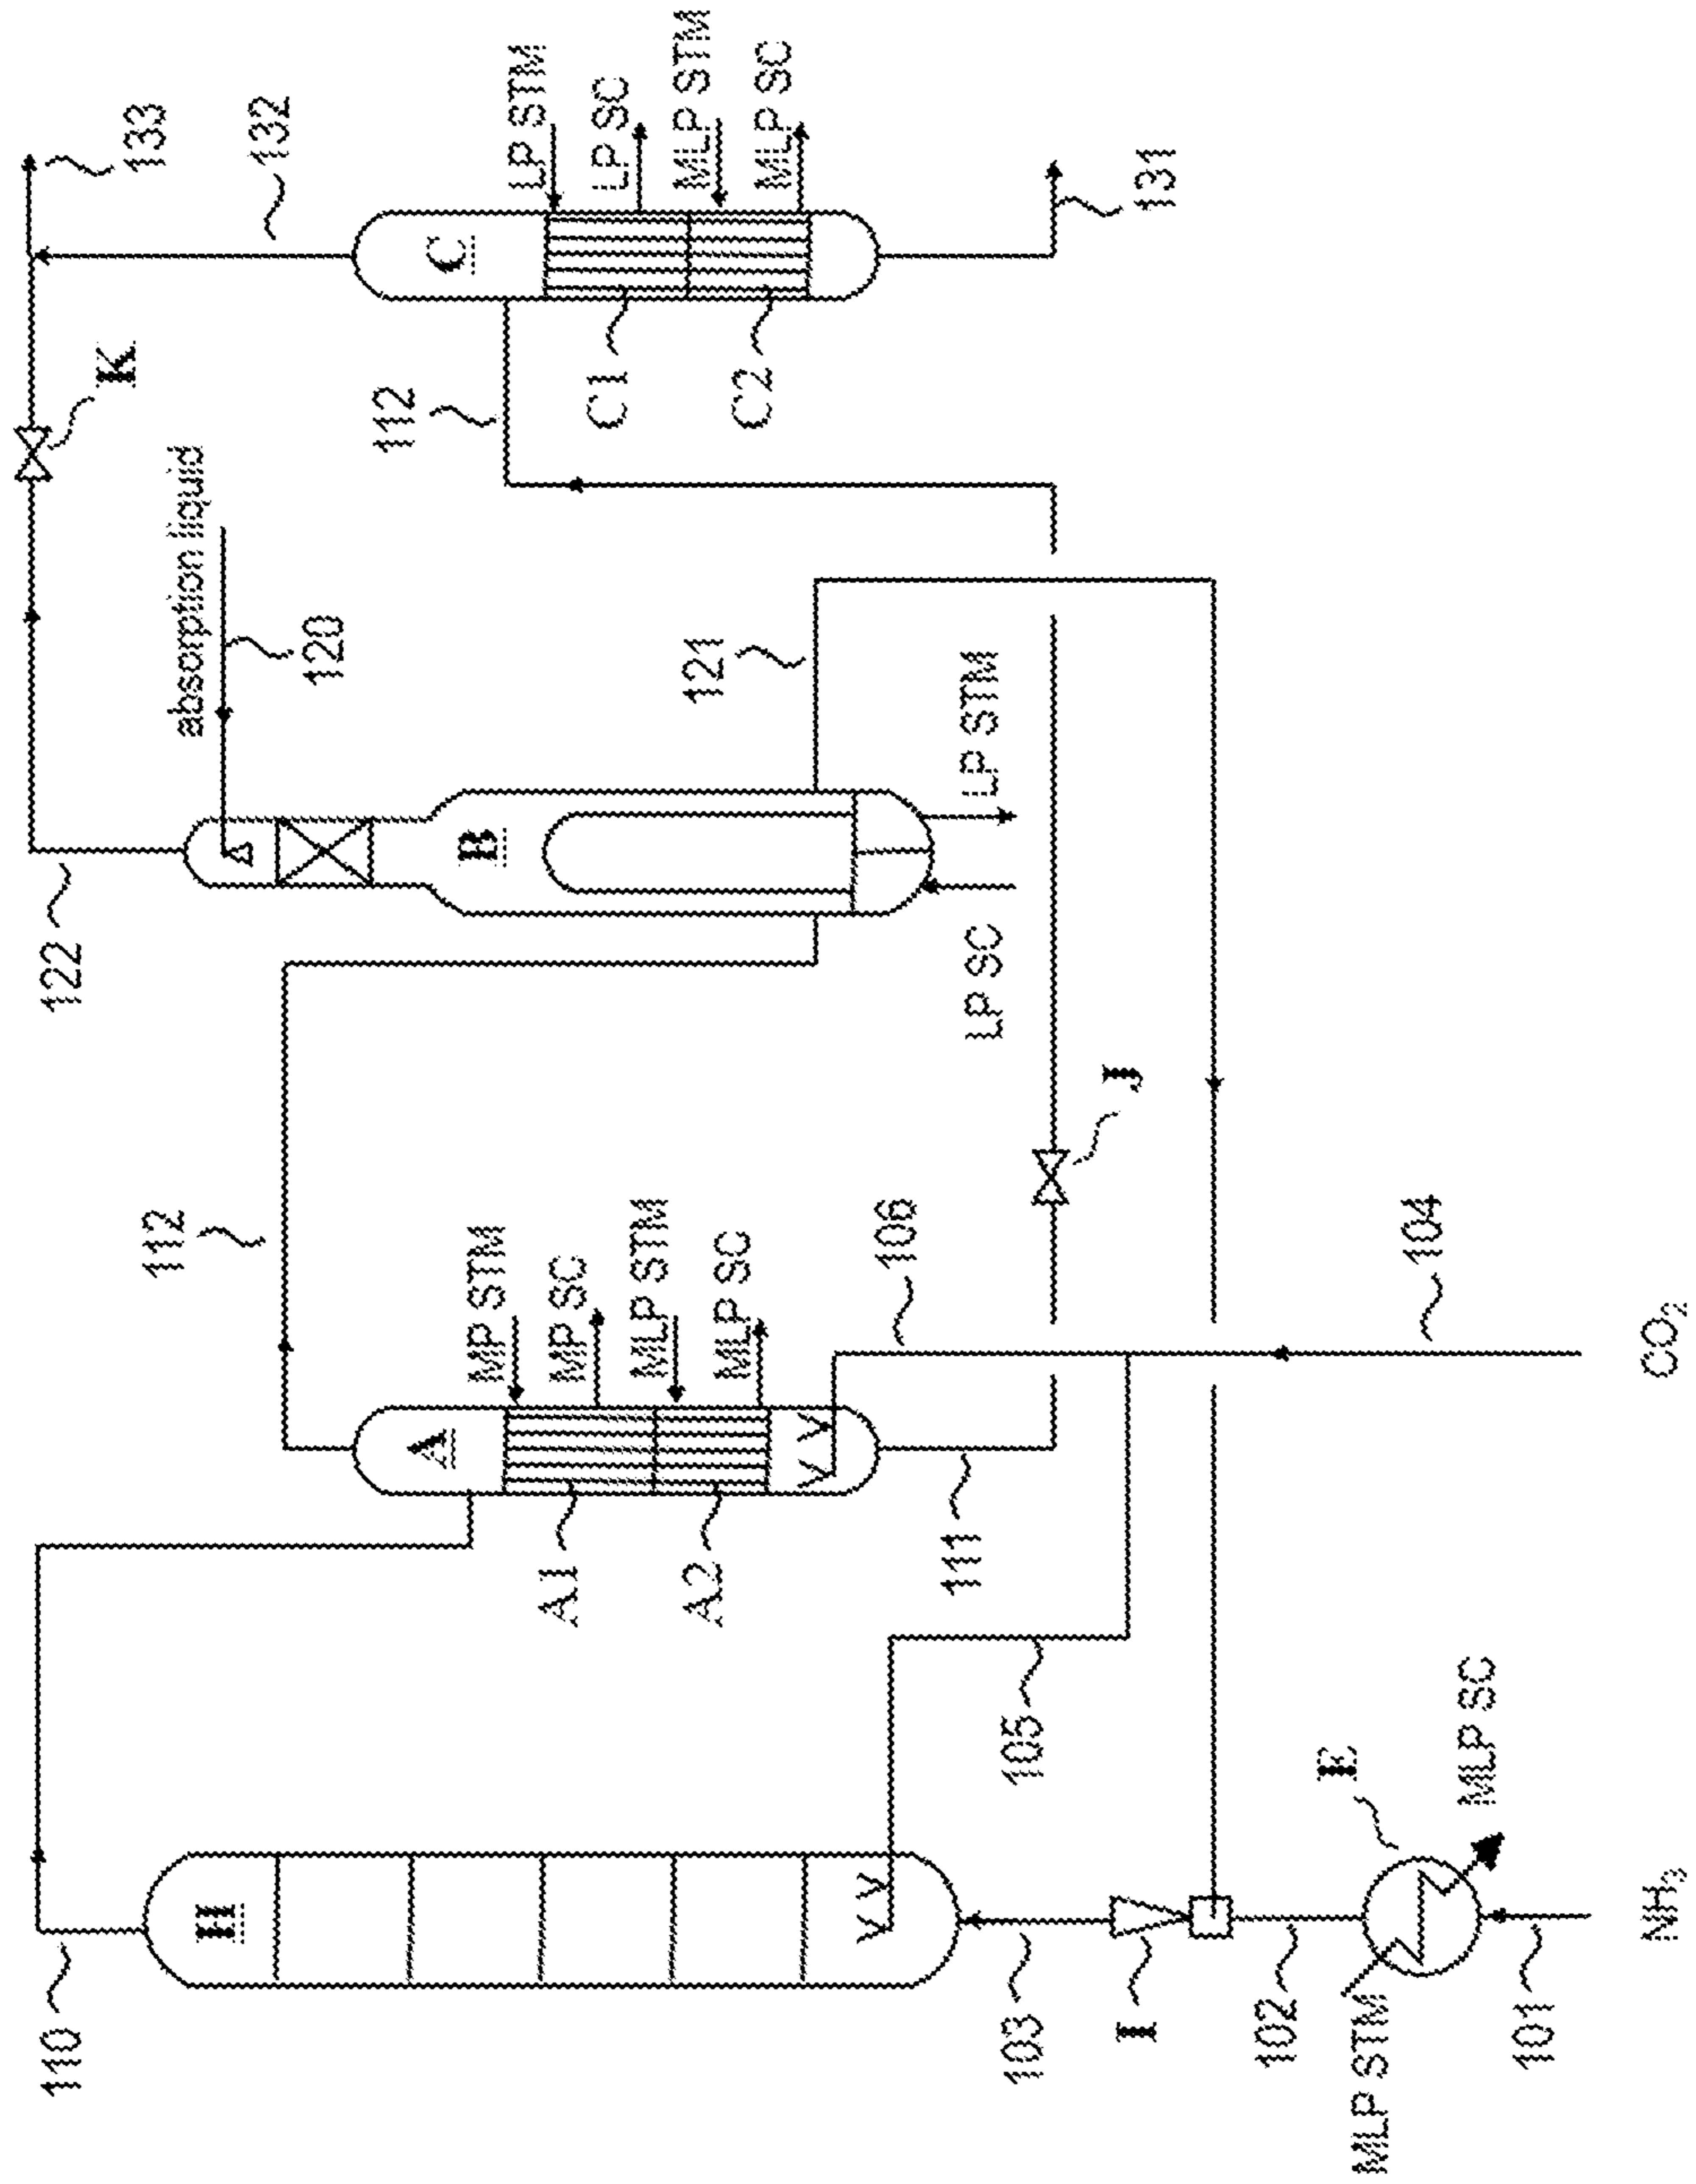 110
H
103
I
102
MLP STM
101
NH3
E
MLP SC
105
A
A1
A2
111
MP STM
MP SC
MLP STM
MLP SC
112
106
104
CO2
J
122
B
LP SC
LP STM
121
absorption liquid
120
K
112
C
C1
C2
LP STM
LP SC
MLP STM
MLP SC
133
132
131